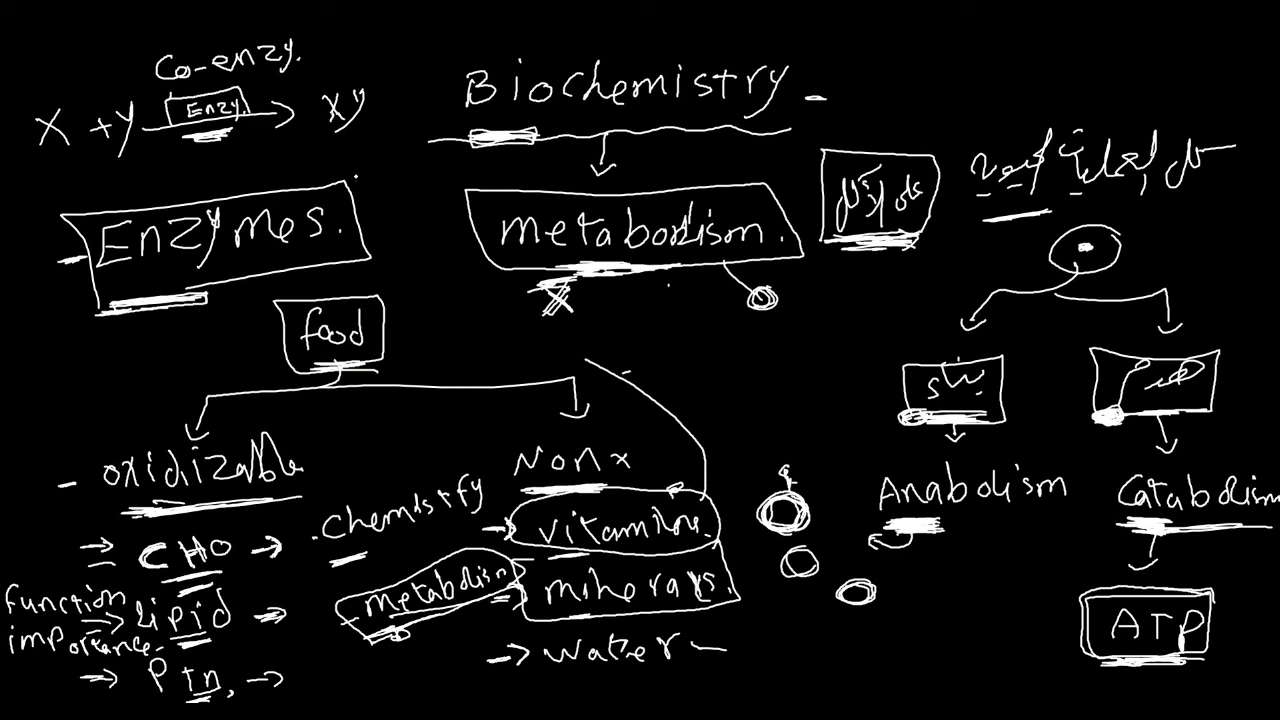 Co-enzy.
X + y Enzy. → xy
Biochemistry
Enzymes.
metabolism.
food
oxidizable
Non x
Anabolism
Catabolism
→ CHO →
Chemistry
→ vitamine.
function
importance.
→ Lipid →
metabolism
minerals.
ATP
→ Ptn, →
→ Water